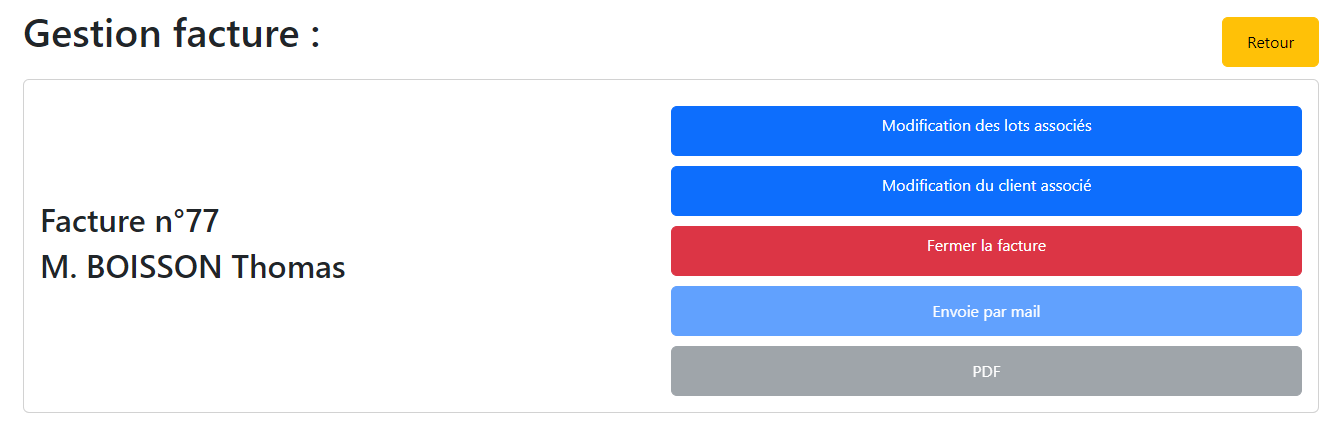 Gestion facture :
Retour
Modification des lots associés
Modification du client associé
Facture n°77
Fermer la facture
M. BOISSON Thomas
Envoie par mail
PDF